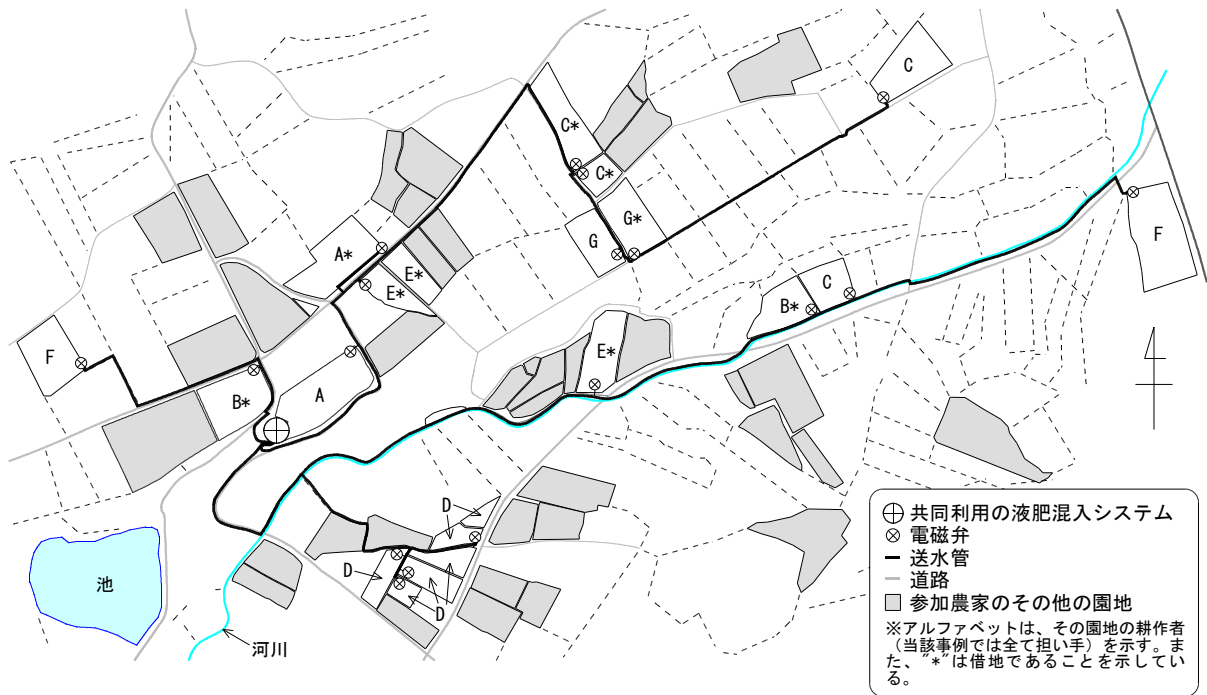 C
C*
C*
G*
G
A*
E*
E*
F
F
C
B*
E*
A
B*
D
D
D
D
池
河川
共同利用の液肥混入システム
電磁弁
送水管
道路
参加農家のその他の園地
※アルファベットは、その園地の耕作者
(当該事例では全て担い手)を示す。ま
た、"*"は借地であることを示してい
る。